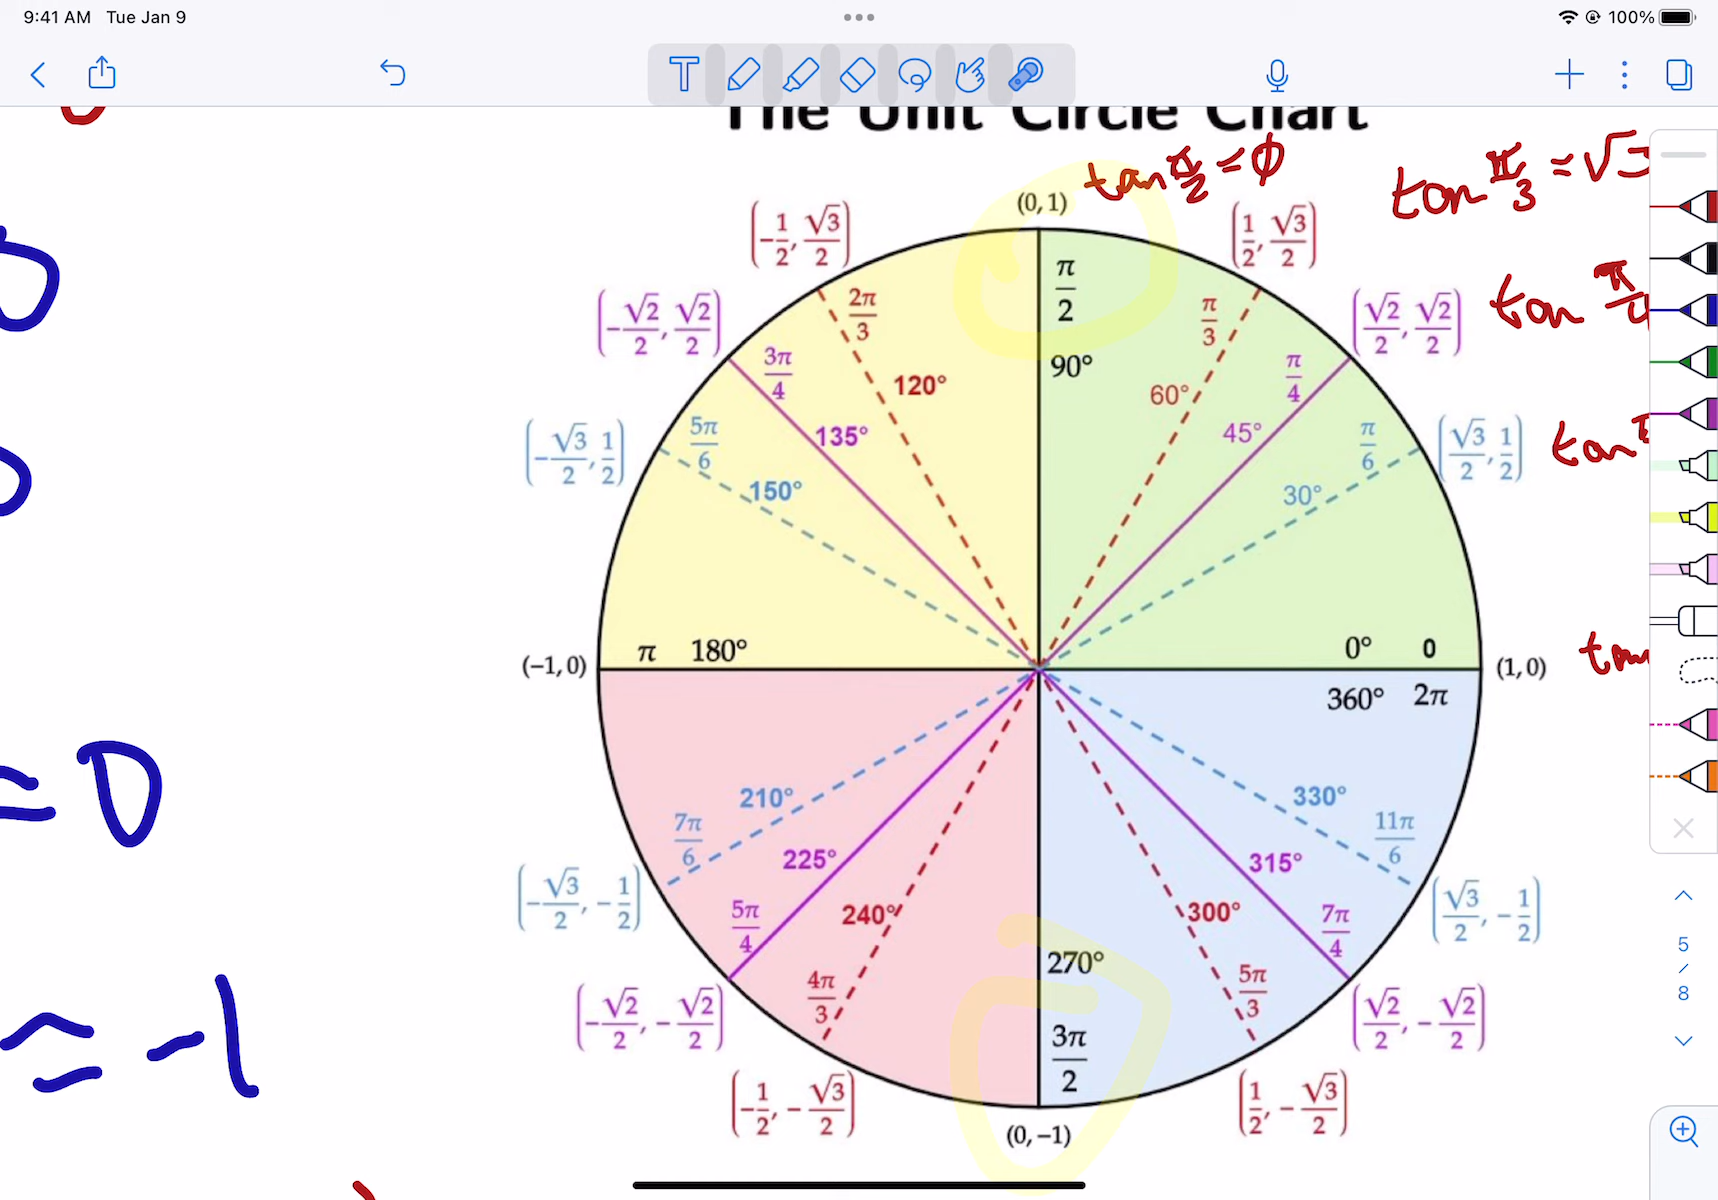 9:41 AM Tue Jan 9
100%
The Unit Circle Chart
tan π/2 = ϕ
tan π/3 = √3
(0, 1)
(-1/2, √3/2)
(1/2, √3/2)
(-√2/2, √2/2)
(√2/2, √2/2)
tan π/4
2π/3
π/2
π/3
3π/4
120°
90°
60°
π/4
(-√3/2, 1/2)
5π/6
135°
45°
π/6
(√3/2, 1/2)
tan
150°
30°
(−1, 0)
π 180°
0° 0
(1, 0)
tan
360° 2π
= 0
210°
330°
7π/6
11π/6
225°
315°
(-√3/2, -1/2)
5π/4
240°
300°
7π/4
(√3/2, -1/2)
270°
4π/3
5π/3
(-√2/2, -√2/2)
3π/2
(√2/2, -√2/2)
= -1
(-1/2, -√3/2)
(1/2, -√3/2)
(0, −1)
5
/
8